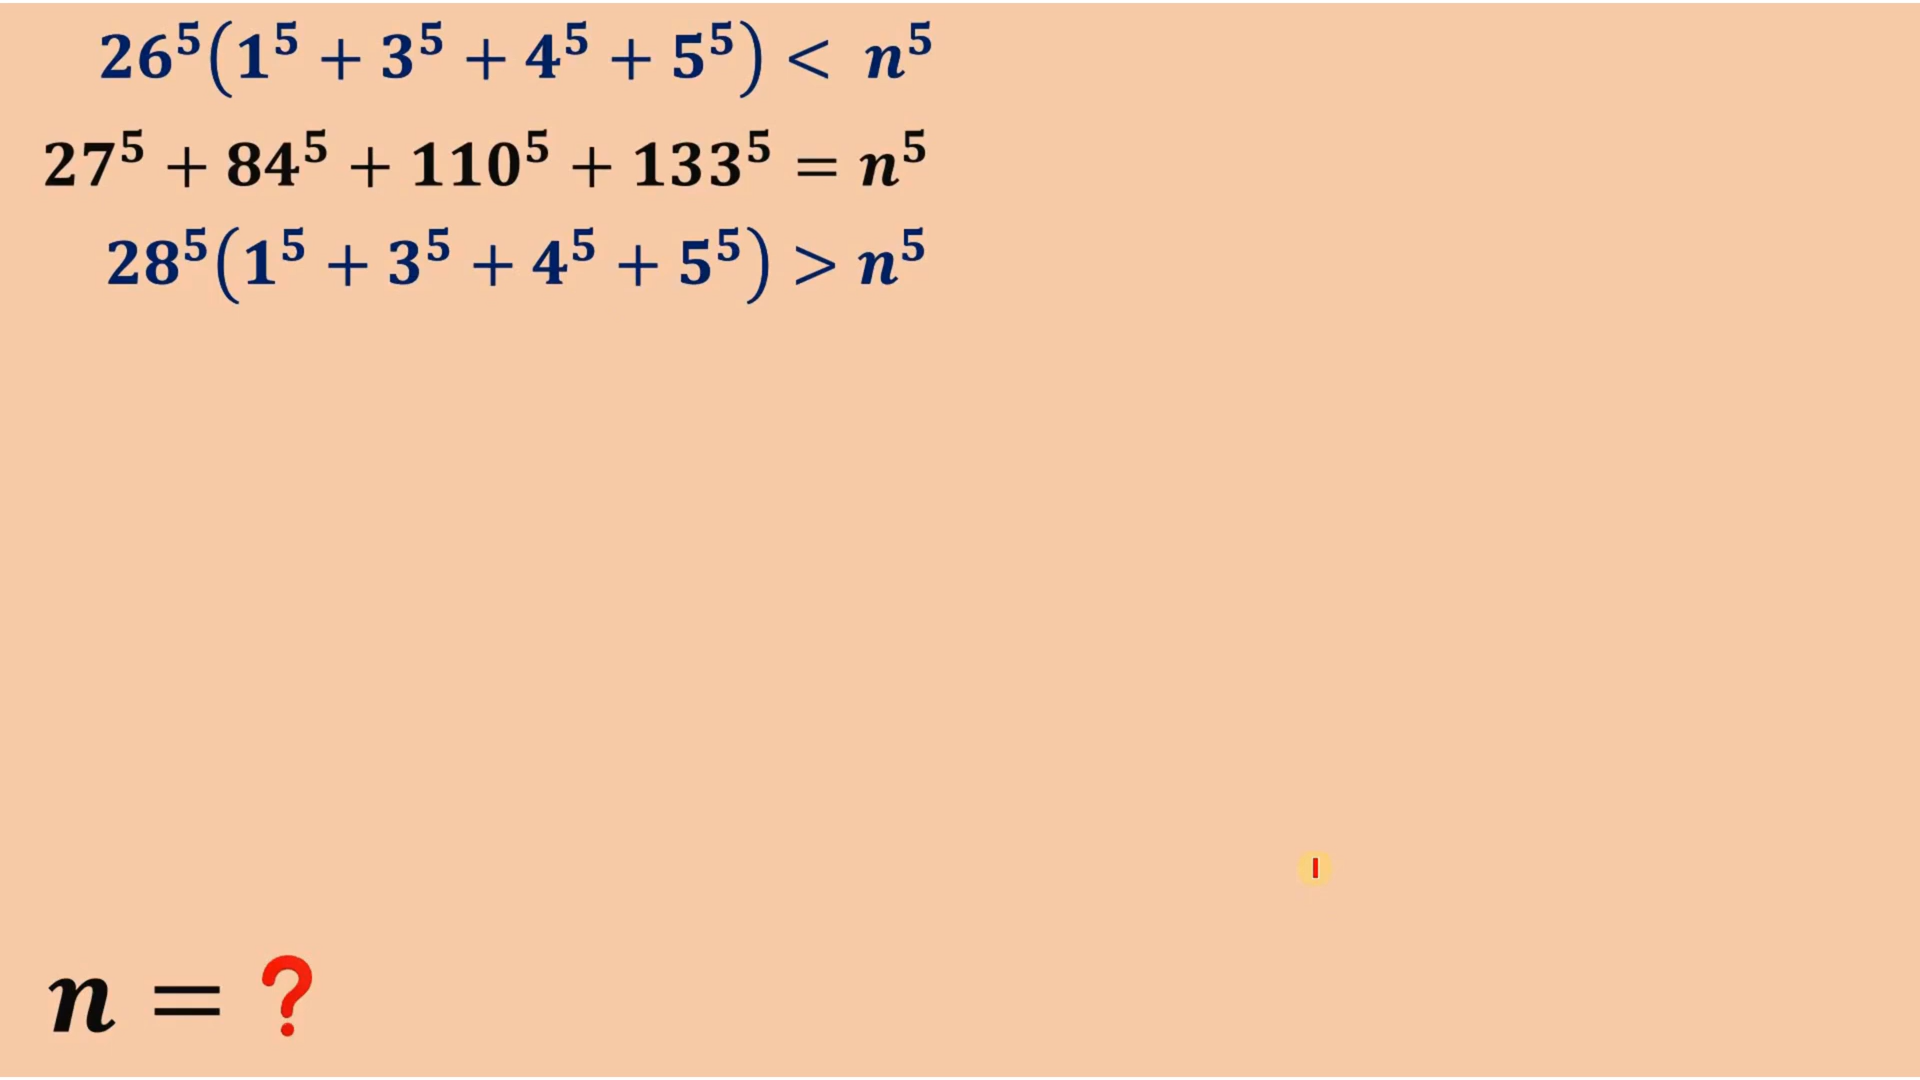 26⁵(1⁵ + 3⁵ + 4⁵ + 5⁵) < n⁵
27⁵ + 84⁵ + 110⁵ + 133⁵ = n⁵
28⁵(1⁵ + 3⁵ + 4⁵ + 5⁵) > n⁵
n = ?